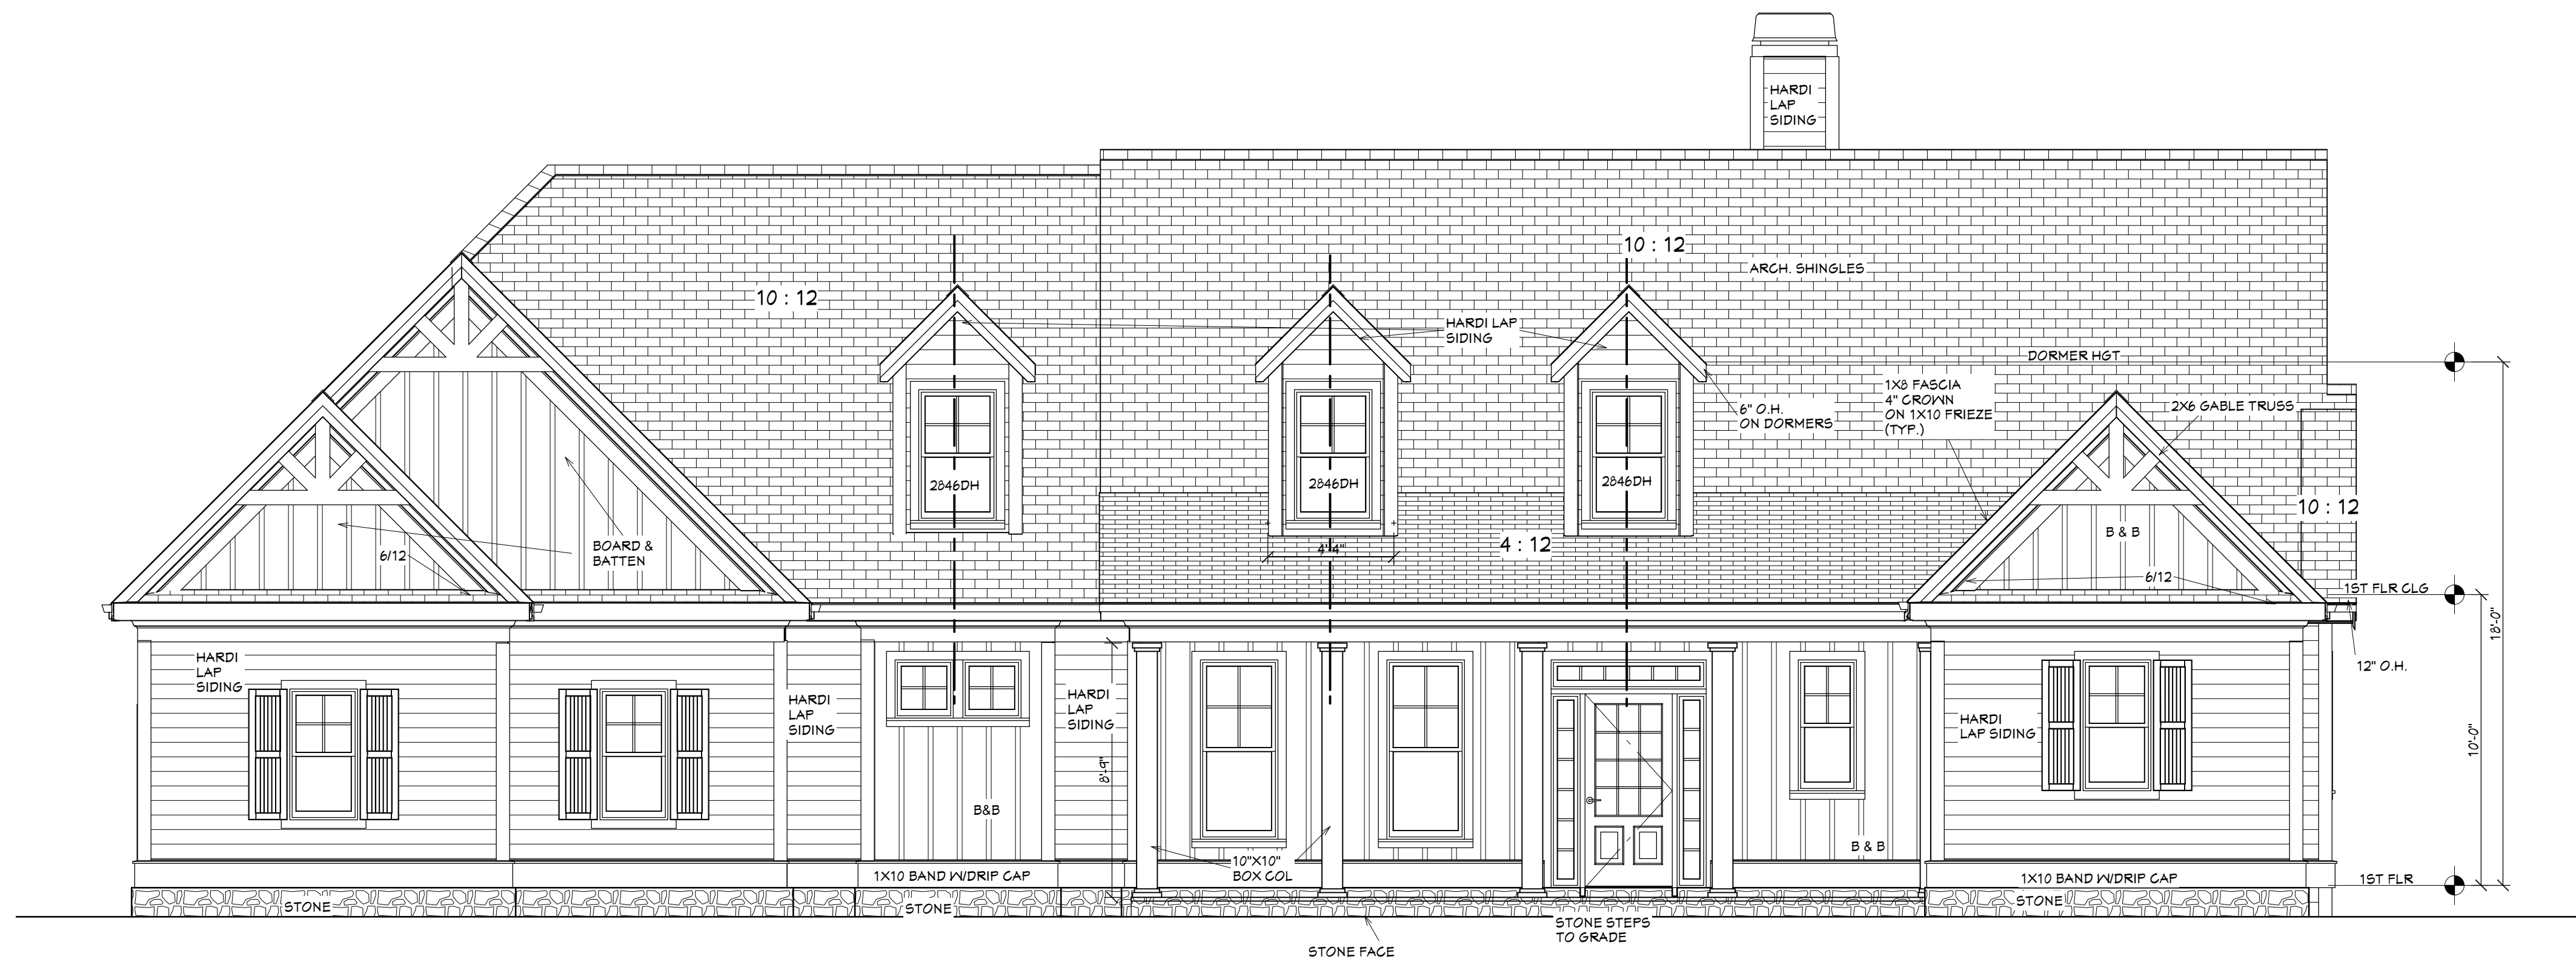 HARDI
LAP
SIDING
10 : 12
ARCH. SHINGLES
10 : 12
HARDI LAP
SIDING
DORMER HGT
1X8 FASCIA
4" CROWN
ON 1X10 FRIEZE
(TYP.)
6" O.H.
ON DORMERS
2X6 GABLE TRUSS
2846DH
2846DH
2846DH
10 : 12
B & B
4 : 12
4'-4"
BOARD &
BATTEN
6/12
6/12
1ST FLR CLG
18'-0"
HARDI
LAP
SIDING
12" O.H.
HARDI
LAP
SIDING
HARDI
LAP
SIDING
HARDI
LAP SIDING
10'-0"
8'-9"
B&B
B & B
10"X10"
BOX COL
1X10 BAND W/DRIP CAP
1X10 BAND W/DRIP CAP
1ST FLR
STONE
STONE
STONE
STONE STEPS
TO GRADE
STONE FACE